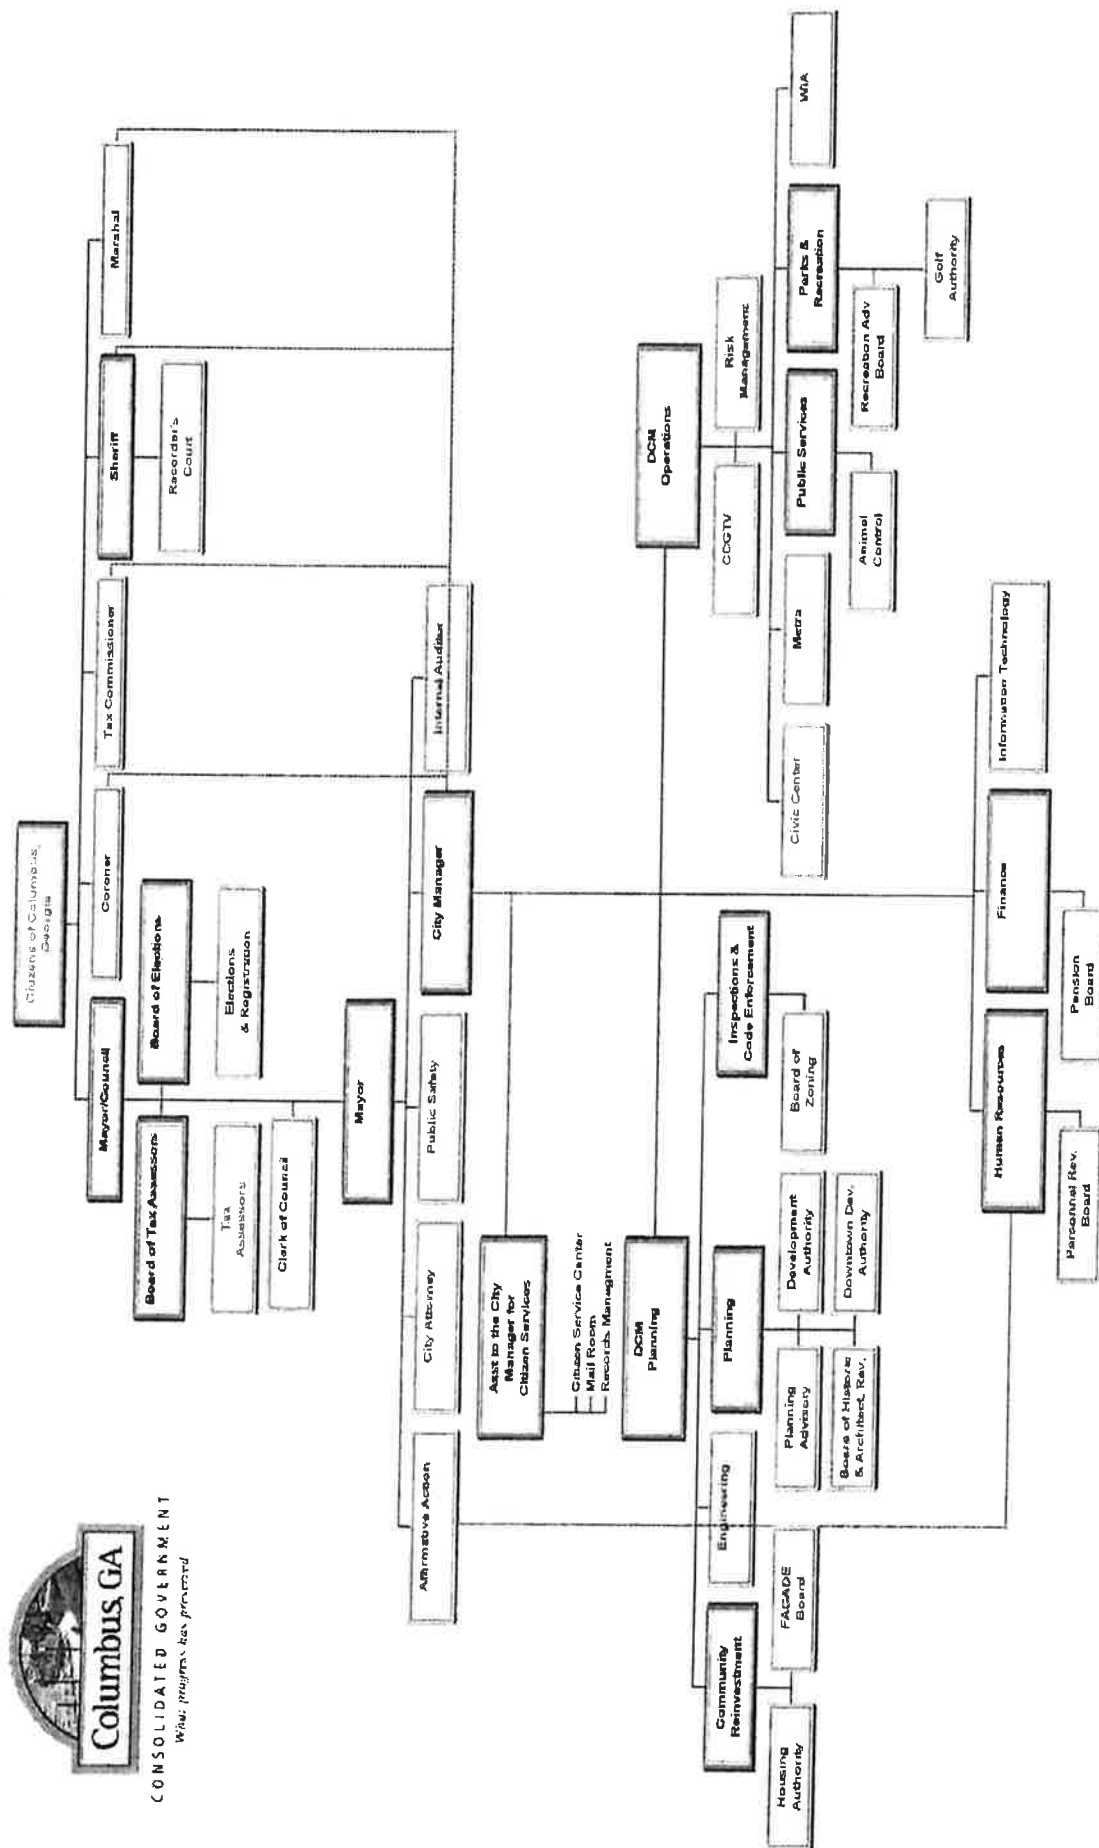 Columbus, GA
CONSOLIDATED GOVERNMENT
What progress has preserved
Citizens of Columbus,
Georgia
Mayor/Council
Coroner
Tax Commissioner
Sheriff
Marshal
Board of Tax Assessors
Board of Elections
Recorder's
Court
Tax
Assessors
Elections
& Registration
Clerk of Council
Mayor
Affirmative Action
City Attorney
Public Safety
City Manager
Internal Auditor
Asst to the City
Manager for
Citizen Services
Citizen Service Center
Mail Room
Records Managment
DCM
Planning
DCM
Operations
Community
Reinvestment
Engineering
Planning
Inspections &
Code Enforcement
CCGTV
Risk
Management
Housing
Authority
FACADE
Board
Planning
Advisory
Development
Authority
Board of Historic
& Architect. Rev.
Downtown Dev.
Authority
Board of
Zoning
Civic Center
Metra
Public Services
Parks &
Recreation
WIA
Animal
Control
Recreation Adv
Board
Golf
Authority
Human Resources
Finance
Information Technology
Personnel Rev.
Board
Pension
Board